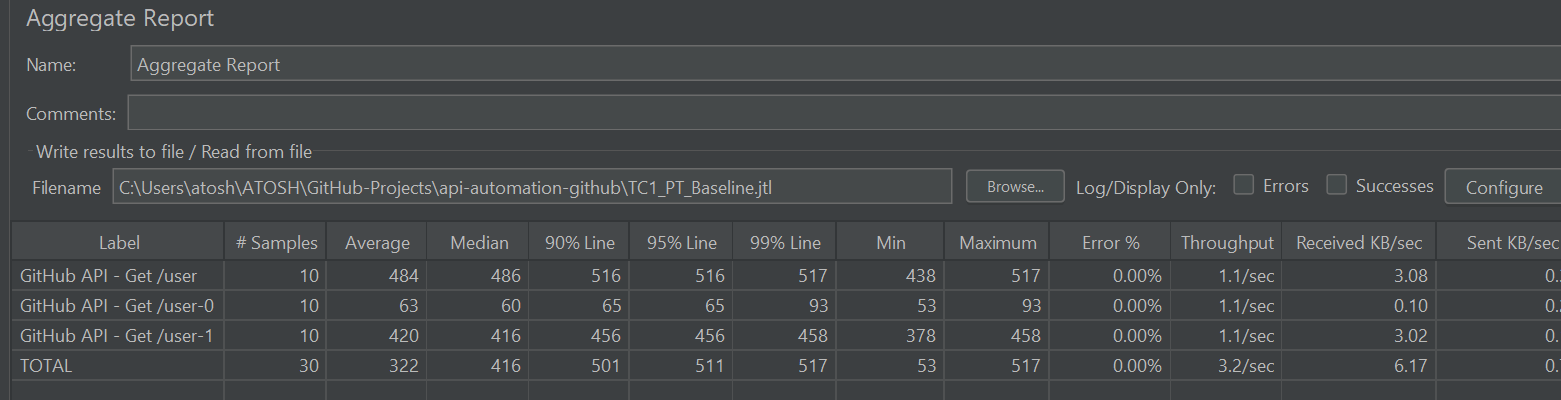 Aggregate Report
Name: Aggregate Report
Comments:
Write results to file / Read from file
Filename C:\Users\atosh\ATOSH\GitHub-Projects\api-automation-github\TC1_PT_Baseline.jtl Browse... Log/Display Only: Errors Successes Configure
Label # Samples Average Median 90% Line 95% Line 99% Line Min Maximum Error % Throughput Received KB/sec Sent KB/sec
GitHub API - Get /user 10 484 486 516 516 517 438 517 0.00% 1.1/sec 3.08
GitHub API - Get /user-0 10 63 60 65 65 93 53 93 0.00% 1.1/sec 0.10
GitHub API - Get /user-1 10 420 416 456 456 458 378 458 0.00% 1.1/sec 3.02
TOTAL 30 322 416 501 511 517 53 517 0.00% 3.2/sec 6.17